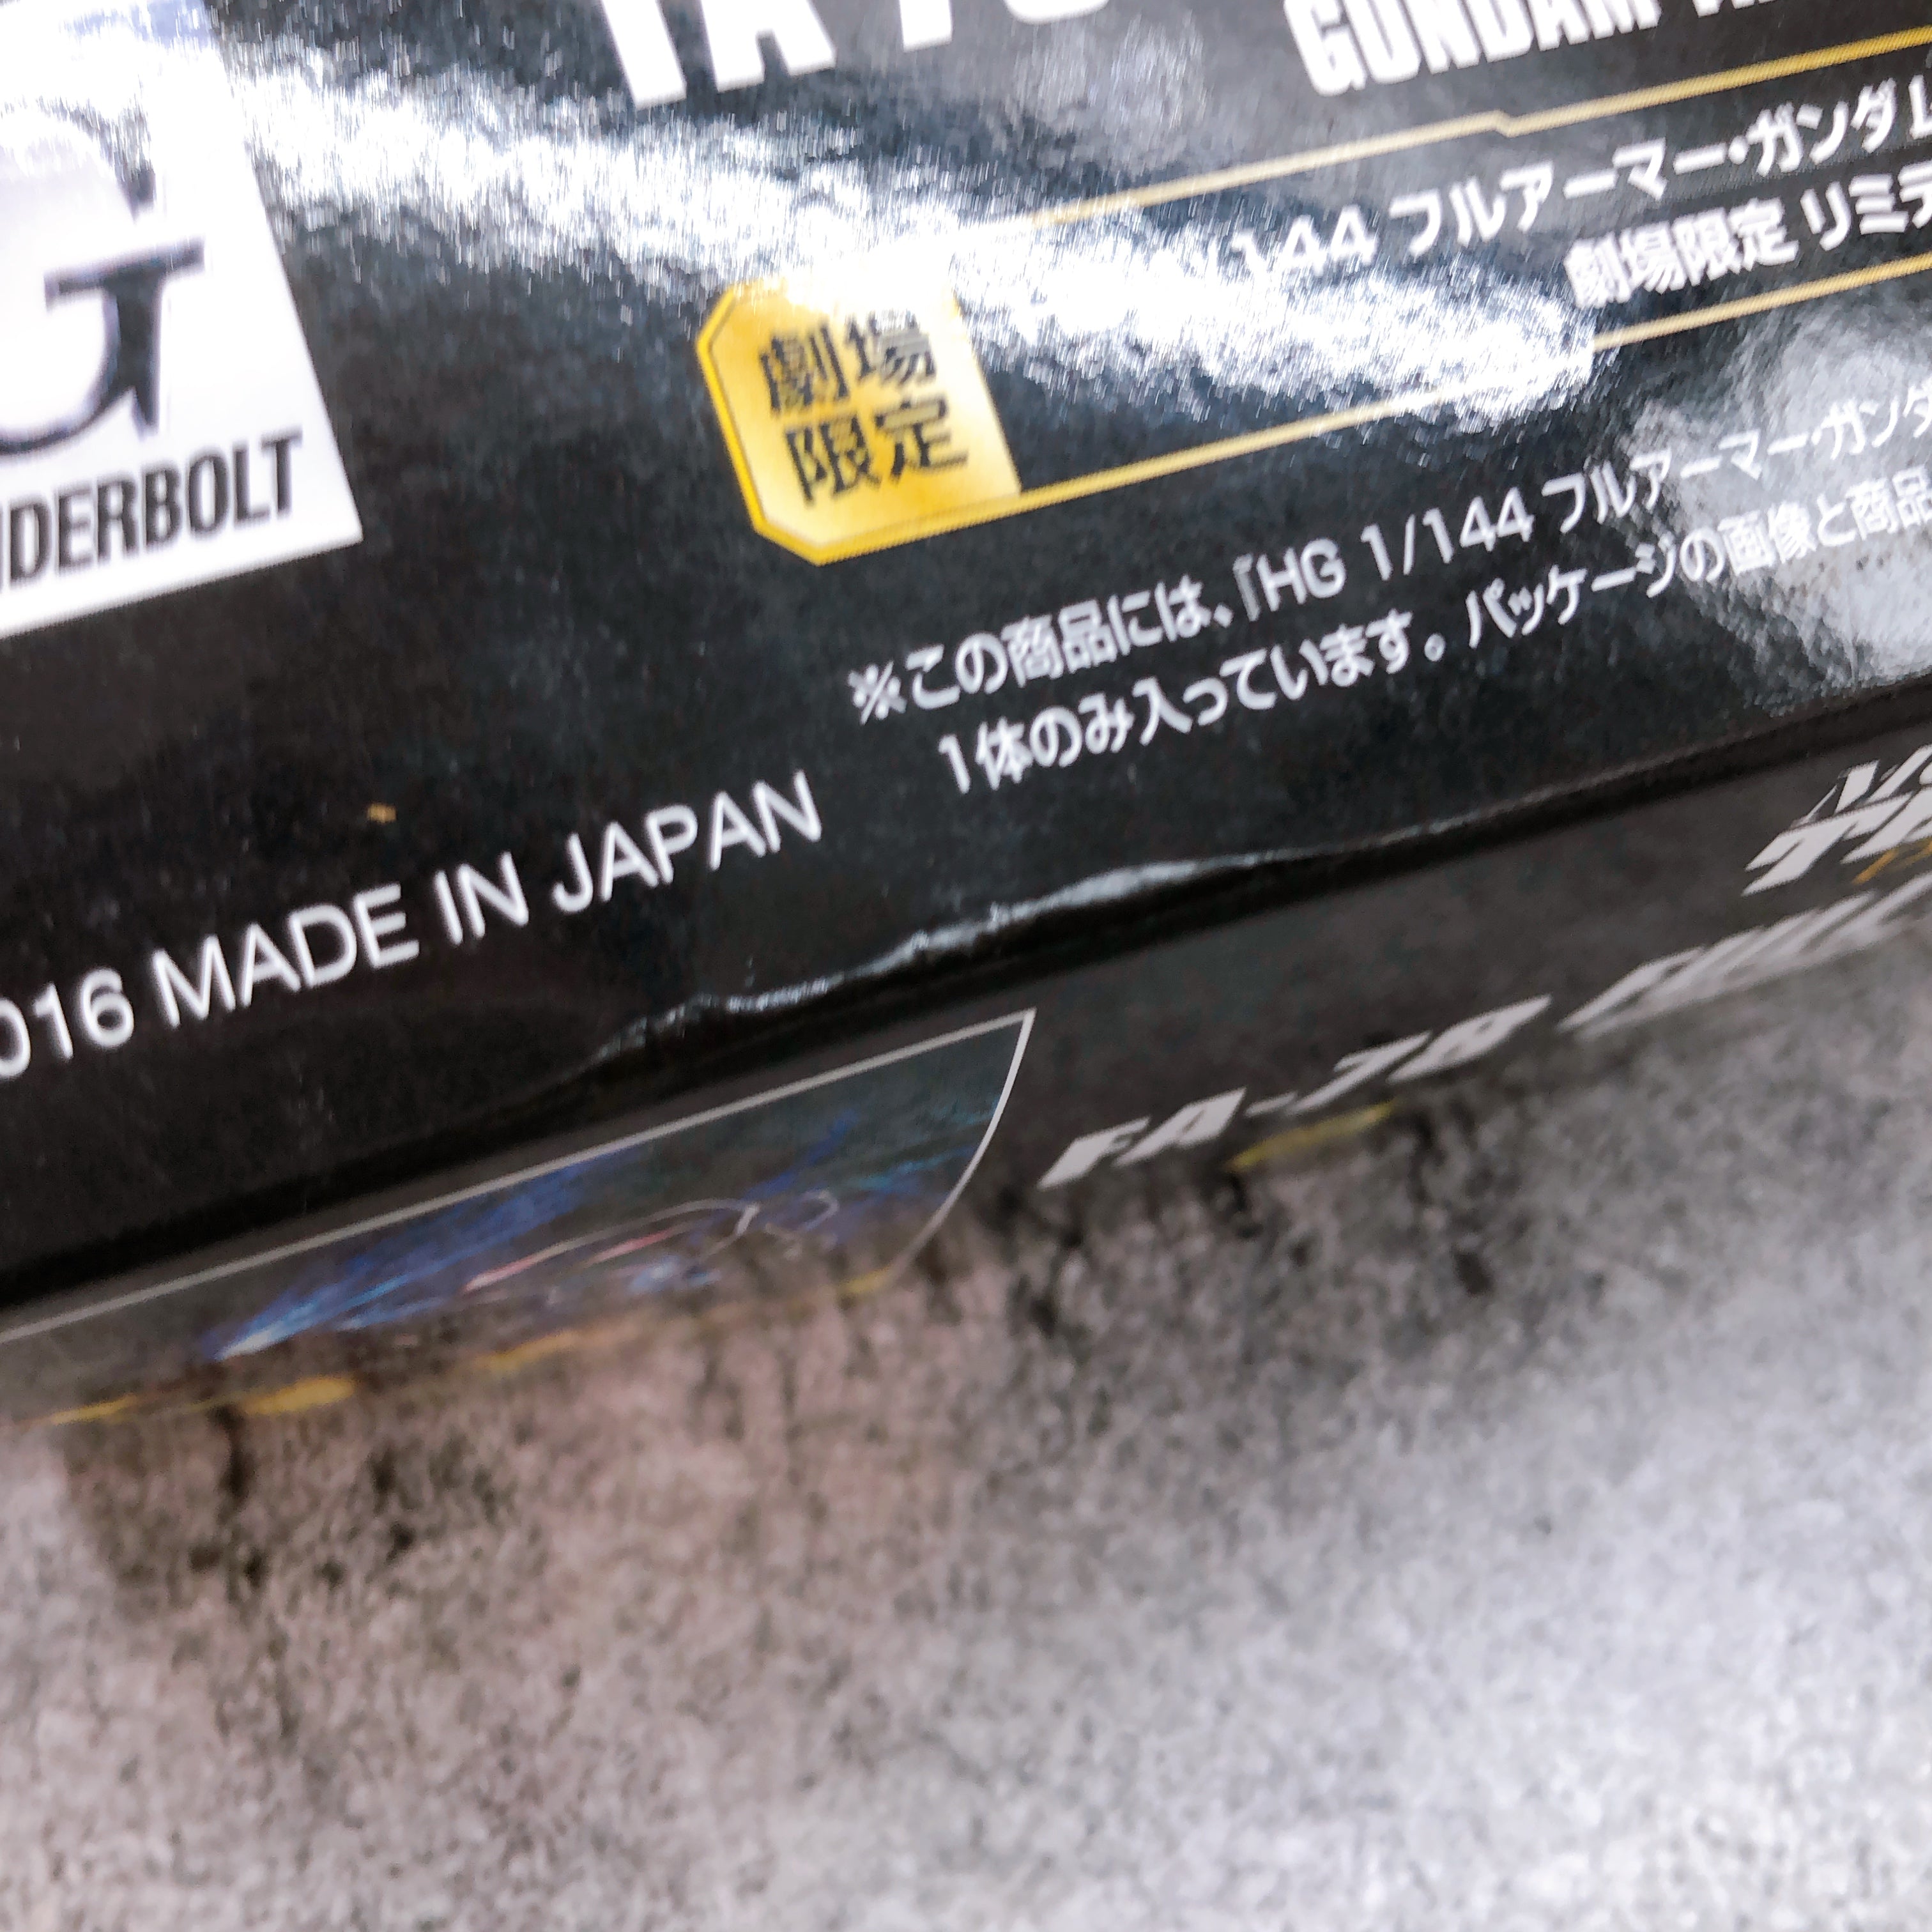 GUNDAM
G
NDERBOLT
1/144 フルアーマー・ガンダム
劇場限定 リミテ
劇場
限定
※この商品には、『HG 1/144 フルアーマー・ガンダ
1体のみ入っています。パッケージの画像と商品
016 MADE IN JAPAN
FA-78